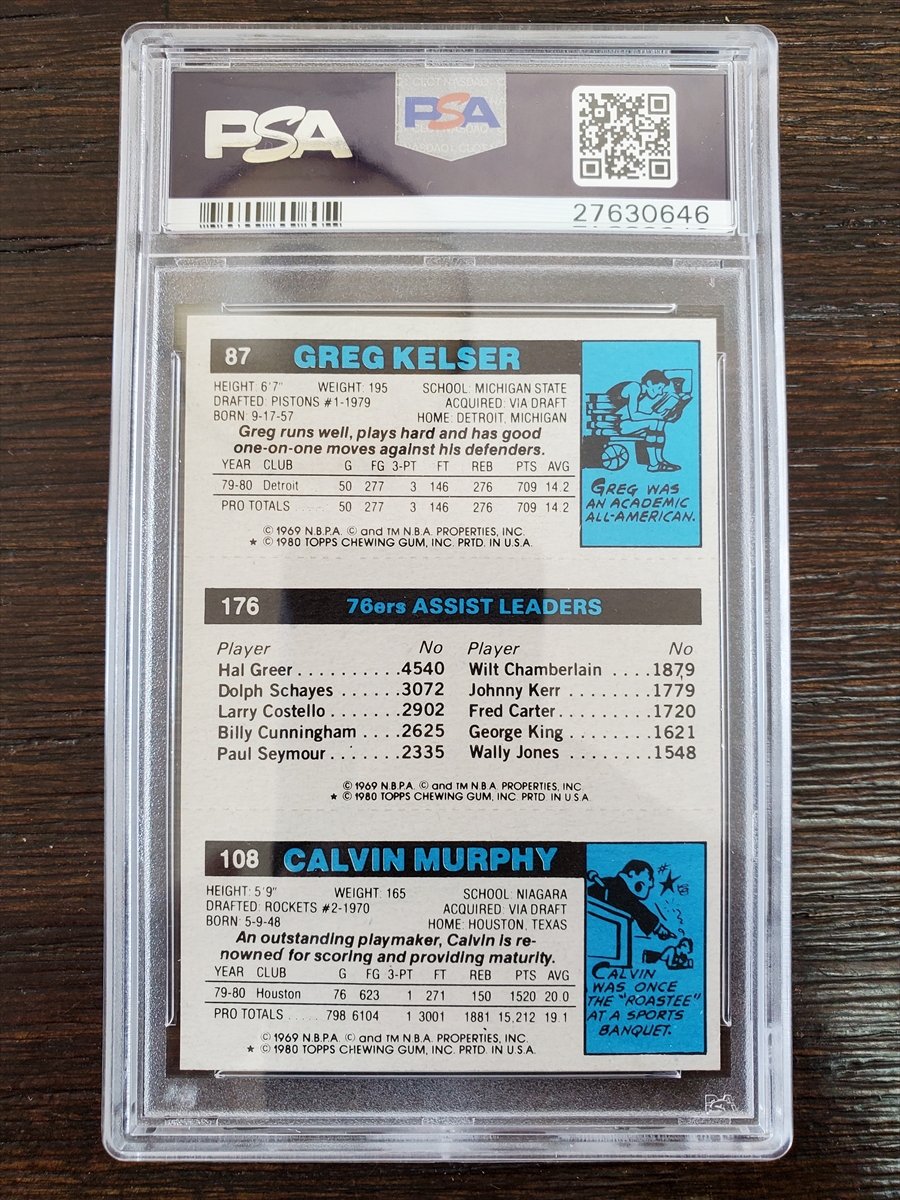 PSA
PSA
27630646
87 GREG KELSER
HEIGHT: 6'7" WEIGHT: 195 SCHOOL: MICHIGAN STATE
DRAFTED: PISTONS #1-1979 ACQUIRED: VIA DRAFT
BORN: 9-17-57 HOME: DETROIT, MICHIGAN
Greg runs well, plays hard and has good
one-on-one moves against his defenders.
YEAR CLUB G FG 3-PT FT REB PTS AVG
79-80 Detroit 50 277 3 146 276 709 14.2
PRO TOTALS ..... 50 277 3 146 276 709 14.2
© 1969 N.B.P.A. © and TM N.B.A. PROPERTIES, INC.
★ © 1980 TOPPS CHEWING GUM, INC. PRTD. IN U.S.A.
GREG WAS
AN ACADEMIC
ALL-AMERICAN.
176 76ers ASSIST LEADERS
Player No Player No
Hal Greer..........4540 Wilt Chamberlain ....1879
Dolph Schayes ......3072 Johnny Kerr ........1779
Larry Costello .......2902 Fred Carter.........1720
Billy Cunningham ....2625 George King ........1621
Paul Seymour .......2335 Wally Jones ........1548
© 1969 N.B.P.A. © and TM N.B.A. PROPERTIES, INC.
★ © 1980 TOPPS CHEWING GUM, INC. PRTD. IN U.S.A.
108 CALVIN MURPHY
HEIGHT: 5'9" WEIGHT: 165 SCHOOL: NIAGARA
DRAFTED: ROCKETS #2-1970 ACQUIRED: VIA DRAFT
BORN: 5-9-48 HOME: HOUSTON, TEXAS
An outstanding playmaker, Calvin is re-
nowned for scoring and providing maturity.
YEAR CLUB G FG 3-PT FT REB PTS AVG
79-80 Houston 76 623 1 271 150 1520 20.0
PRO TOTALS ..... 798 6104 1 3001 1881 15,212 19.1
© 1969 N.B.P.A. © and TM N.B.A. PROPERTIES, INC.
★ © 1980 TOPPS CHEWING GUM, INC. PRTD. IN U.S.A.
CALVIN
WAS ONCE
THE "ROASTEE"
AT A SPORTS
BANQUET.
PSA